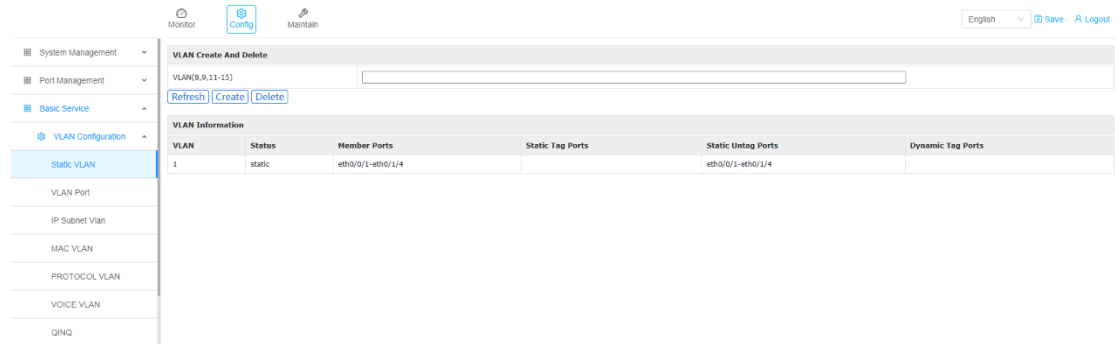 Monitor
Config
Maintain
English
Save
Logout
System Management
Port Management
Basic Service
VLAN Configuration
Static VLAN
VLAN Port
IP Subnet Vlan
MAC VLAN
PROTOCOL VLAN
VOICE VLAN
QINQ
VLAN Create And Delete
VLAN(8,9,11-15)
Refresh Create Delete
VLAN Information
VLAN Status Member Ports Static Tag Ports Static Untag Ports Dynamic Tag Ports
1 static eth0/0/1-eth0/1/4 eth0/0/1-eth0/1/4